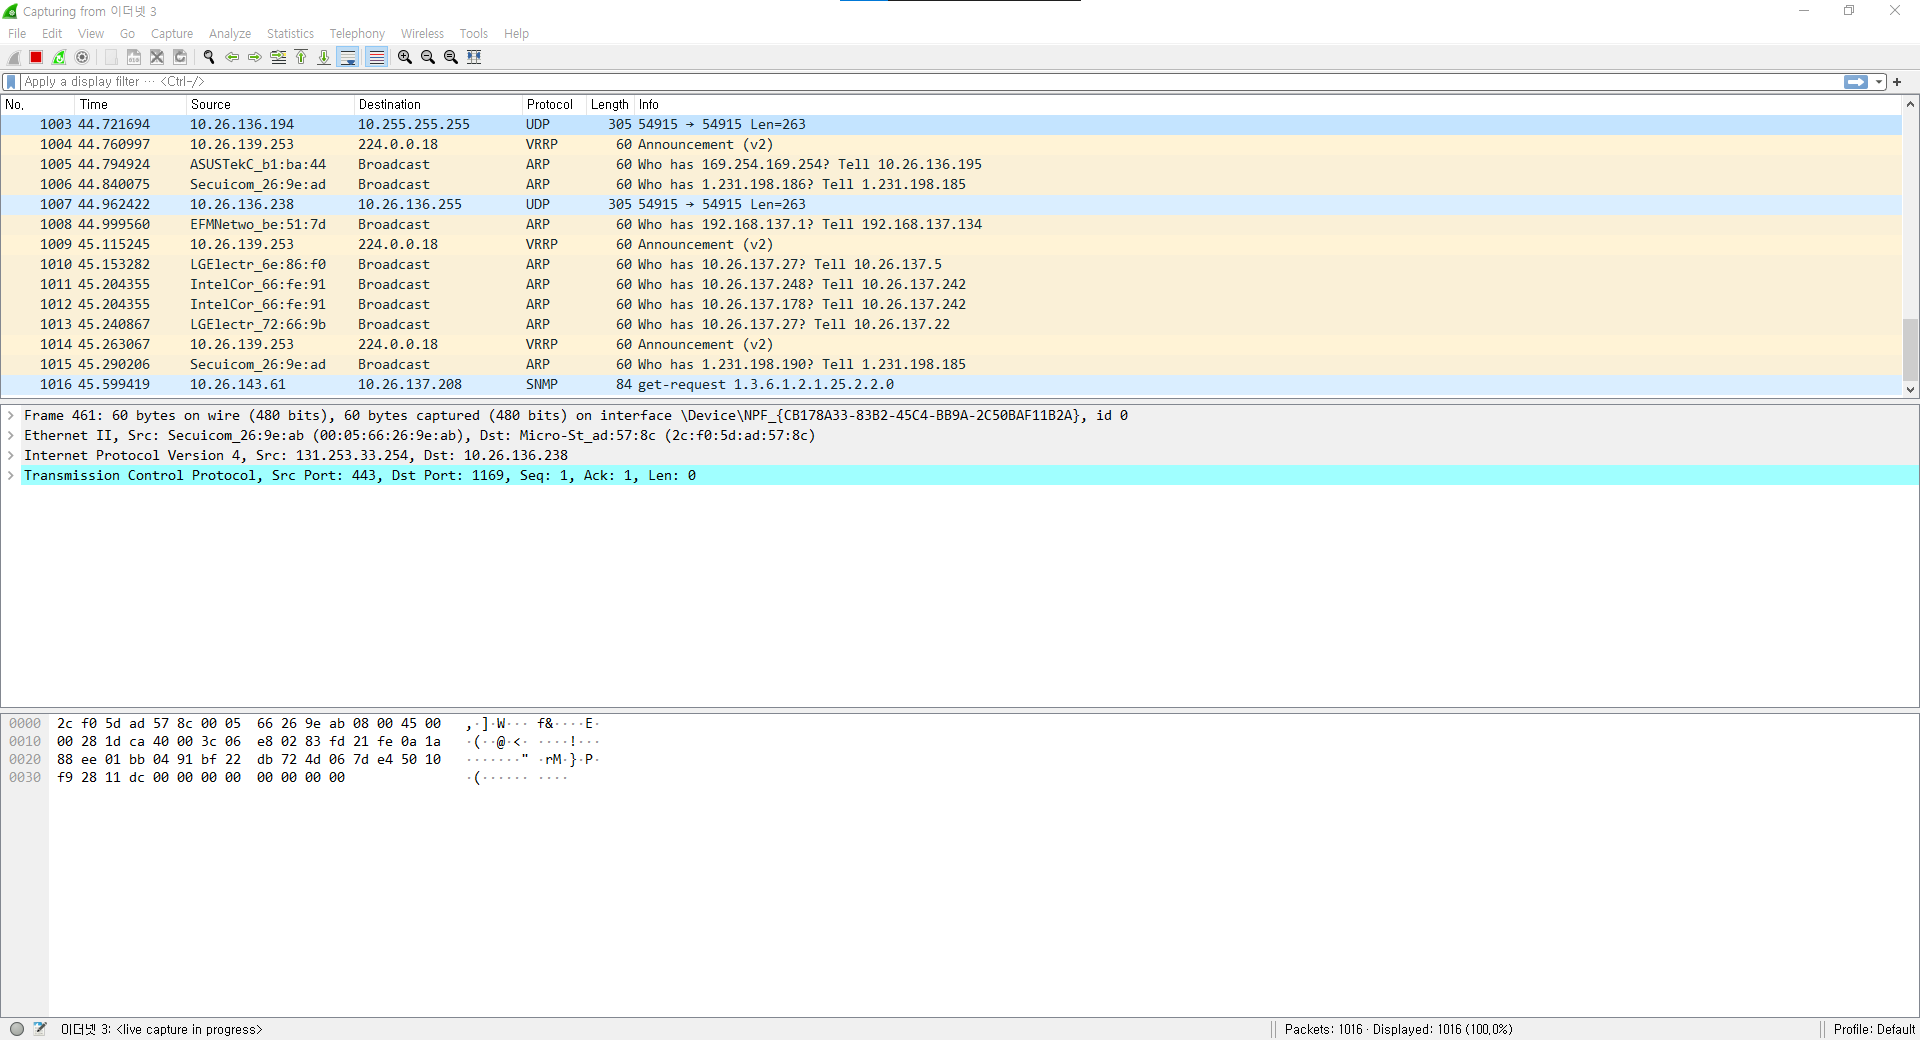 Capturing from 이더넷 3
File Edit View Go Capture Analyze Statistics Telephony Wireless Tools Help
Apply a display filter ⋯ <Ctrl-/>
No. Time Source Destination Protocol Length Info
1003 44.721694 10.26.136.194 10.255.255.255 UDP 305 54915 → 54915 Len=263
1004 44.760997 10.26.139.253 224.0.0.18 VRRP 60 Announcement (v2)
1005 44.794924 ASUSTekC_b1:ba:44 Broadcast ARP 60 Who has 169.254.169.254? Tell 10.26.136.195
1006 44.840075 Secuicom_26:9e:ad Broadcast ARP 60 Who has 1.231.198.186? Tell 1.231.198.185
1007 44.962422 10.26.136.238 10.26.136.255 UDP 305 54915 → 54915 Len=263
1008 44.999560 EFMNetwo_be:51:7d Broadcast ARP 60 Who has 192.168.137.1? Tell 192.168.137.134
1009 45.115245 10.26.139.253 224.0.0.18 VRRP 60 Announcement (v2)
1010 45.153282 LGElectr_6e:86:f0 Broadcast ARP 60 Who has 10.26.137.27? Tell 10.26.137.5
1011 45.204355 IntelCor_66:fe:91 Broadcast ARP 60 Who has 10.26.137.248? Tell 10.26.137.242
1012 45.204355 IntelCor_66:fe:91 Broadcast ARP 60 Who has 10.26.137.178? Tell 10.26.137.242
1013 45.240867 LGElectr_72:66:9b Broadcast ARP 60 Who has 10.26.137.27? Tell 10.26.137.22
1014 45.263067 10.26.139.253 224.0.0.18 VRRP 60 Announcement (v2)
1015 45.290206 Secuicom_26:9e:ad Broadcast ARP 60 Who has 1.231.198.190? Tell 1.231.198.185
1016 45.599419 10.26.143.61 10.26.137.208 SNMP 84 get-request 1.3.6.1.2.1.25.2.2.0
Frame 461: 60 bytes on wire (480 bits), 60 bytes captured (480 bits) on interface \Device\NPF_{CB178A33-83B2-45C4-BB9A-2C50BAF11B2A}, id 0
Ethernet II, Src: Secuicom_26:9e:ab (00:05:66:26:9e:ab), Dst: Micro-St_ad:57:8c (2c:f0:5d:ad:57:8c)
Internet Protocol Version 4, Src: 131.253.33.254, Dst: 10.26.136.238
Transmission Control Protocol, Src Port: 443, Dst Port: 1169, Seq: 1, Ack: 1, Len: 0
0000 2c f0 5d ad 57 8c 00 05 66 26 9e ab 08 00 45 00 ,·]·W··· f&····E·
0010 00 28 1d ca 40 00 3c 06 e8 02 83 fd 21 fe 0a 1a ·(··@·<· ····!···
0020 88 ee 01 bb 04 91 bf 22 db 72 4d 06 7d e4 50 10 ·······" ·rM·}·P·
0030 f9 28 11 dc 00 00 00 00 00 00 00 00 ·(······ ····
이더넷 3: <live capture in progress>
Packets: 1016 · Displayed: 1016 (100.0%)
Profile: Default